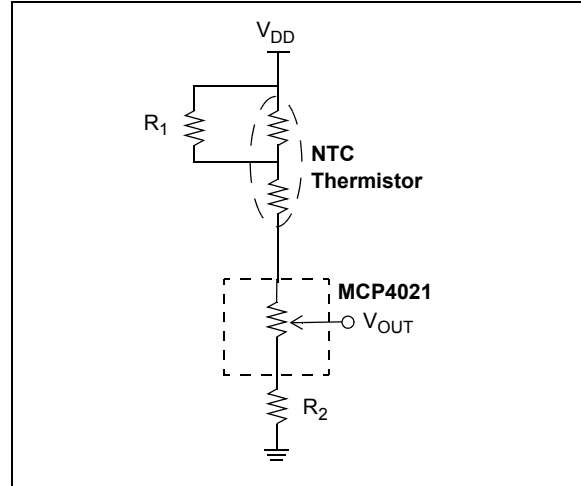 V_DD
R_1
NTC
Thermistor
MCP4021
V_OUT
R_2